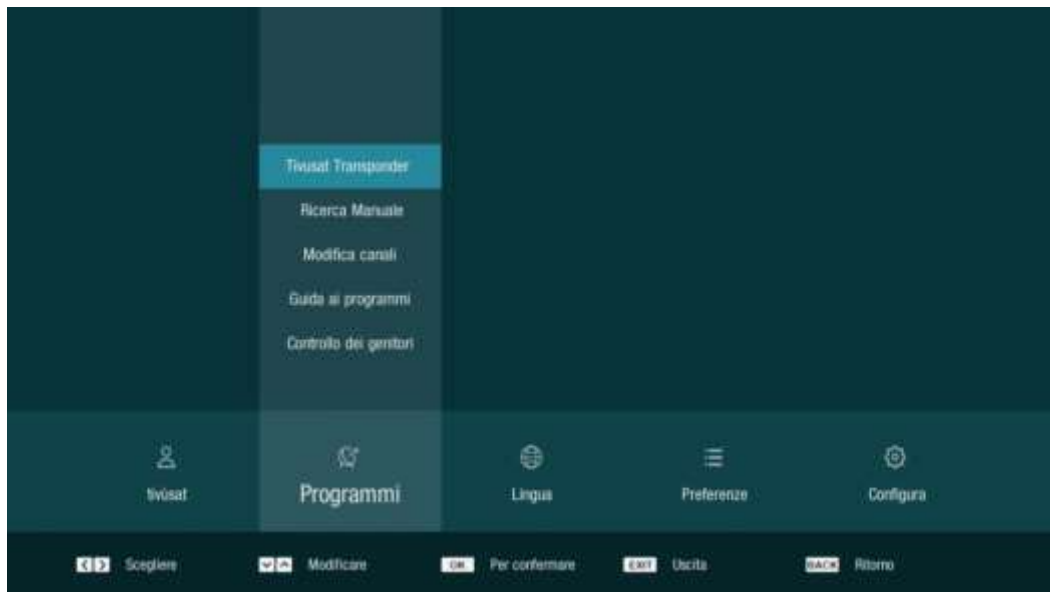 Tivusat Transponder
Ricerca Manuale
Modifica canali
Guida ai programmi
Controllo dei genitori
tivùsat
Programmi
Lingua
Preferenze
Configura
Scegliere
Modificare
OK Per confermare
EXIT Uscita
BACK Ritorno